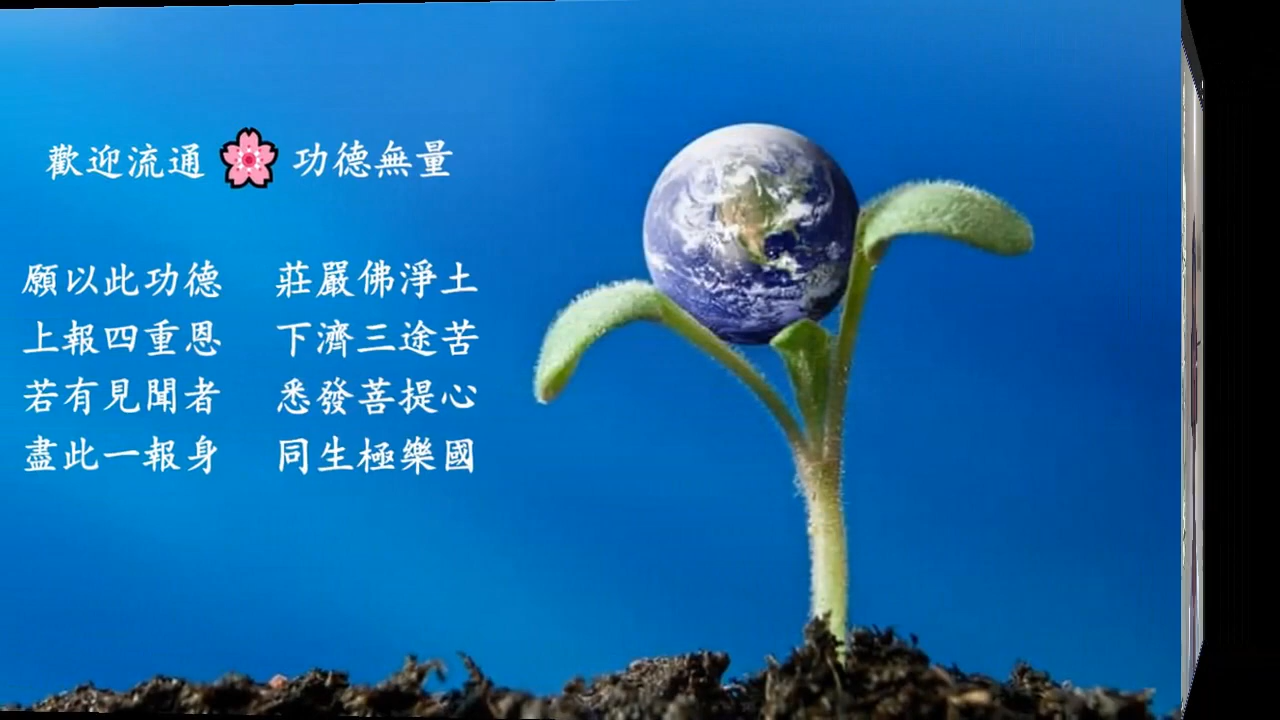 歡迎流通🌸功德無量
願以此功德 莊嚴佛淨土
上報四重恩 下濟三途苦
若有見聞者 悉發菩提心
盡此一報身 同生極樂國